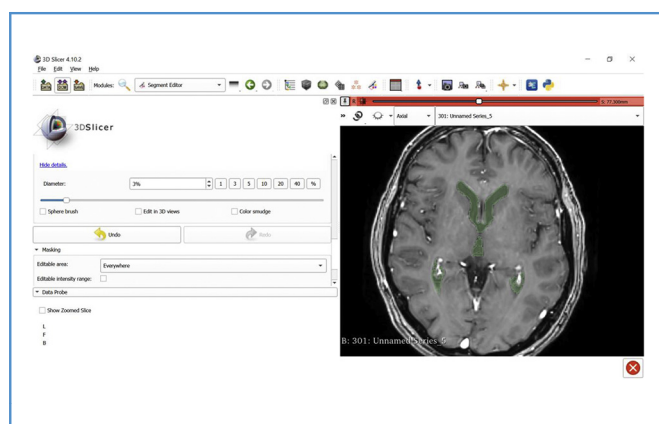 3D Slicer 4.10.2
File Edit View Help
Modules: Segment Editor
3DSlicer
Hide details.
Diameter: 3% 1 3 5 10 20 40 %
Sphere brush Edit in 3D views Color smudge
Undo Redo
Masking
Editable area: Everywhere
Editable intensity range:
Data Probe
Show Zoomed Slice
L
F
B
R S: 77.300mm
Axial 301: Unnamed Series_5
B: 301: Unnamed Series_5